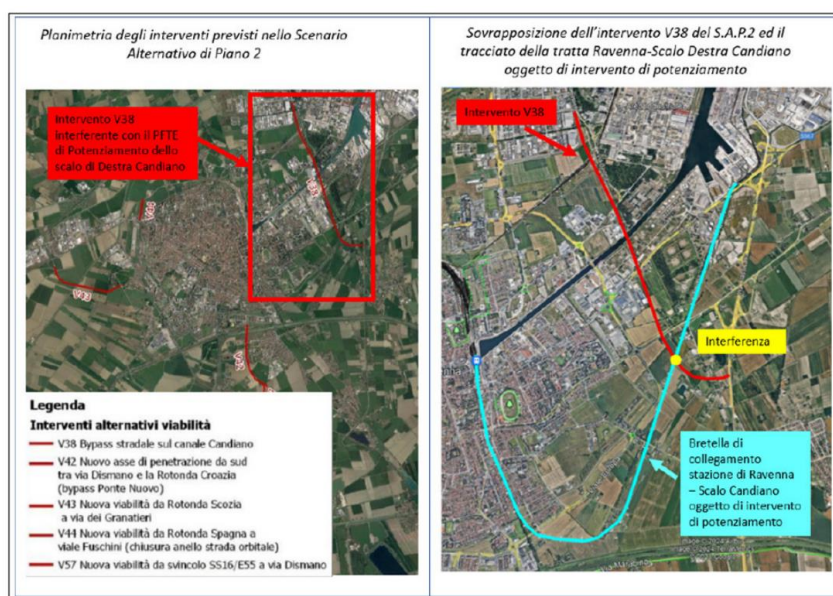 Planimetria degli interventi previsti nello Scenario
Alternativo di Piano 2
Intervento V38
interferente con il PFTE
di Potenziamento dello
scalo di Destra Candiano
V38
V44
V43
Legenda
Interventi alternativi viabilità
V38 Bypass stradale sul canale Candiano
V42 Nuovo asse di penetrazione da sud
tra via Dismano e la Rotonda Croazia
(bypass Ponte Nuovo)
V43 Nuova viabilità da Rotonda Scozia
a via dei Granatieri
V44 Nuova viabilità da Rotonda Spagna a
viale Fuschini (chiusura anello strada orbitale)
V57 Nuova viabilità da svincolo SS16/E55 a via Dismano
Sovrapposizione dell'intervento V38 del S.A.P.2 ed il
tracciato della tratta Ravenna-Scalo Destra Candiano
oggetto di intervento di potenziamento
Intervento V38
Interferenza
Bretella di
collegamento
stazione di Ravenna
– Scalo Candiano
oggetto di intervento
di potenziamento